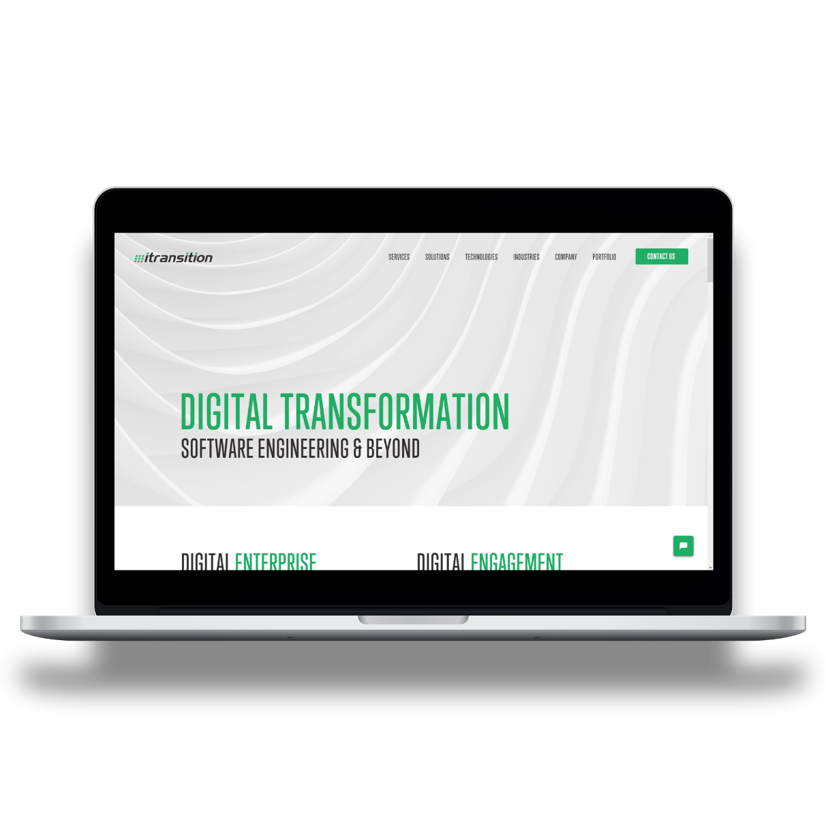 itransition
SERVICES SOLUTIONS TECHNOLOGIES INDUSTRIES COMPANY PORTFOLIO CONTACT US
DIGITAL TRANSFORMATION
SOFTWARE ENGINEERING & BEYOND
DIGITAL ENTERPRISE DIGITAL ENGAGEMENT